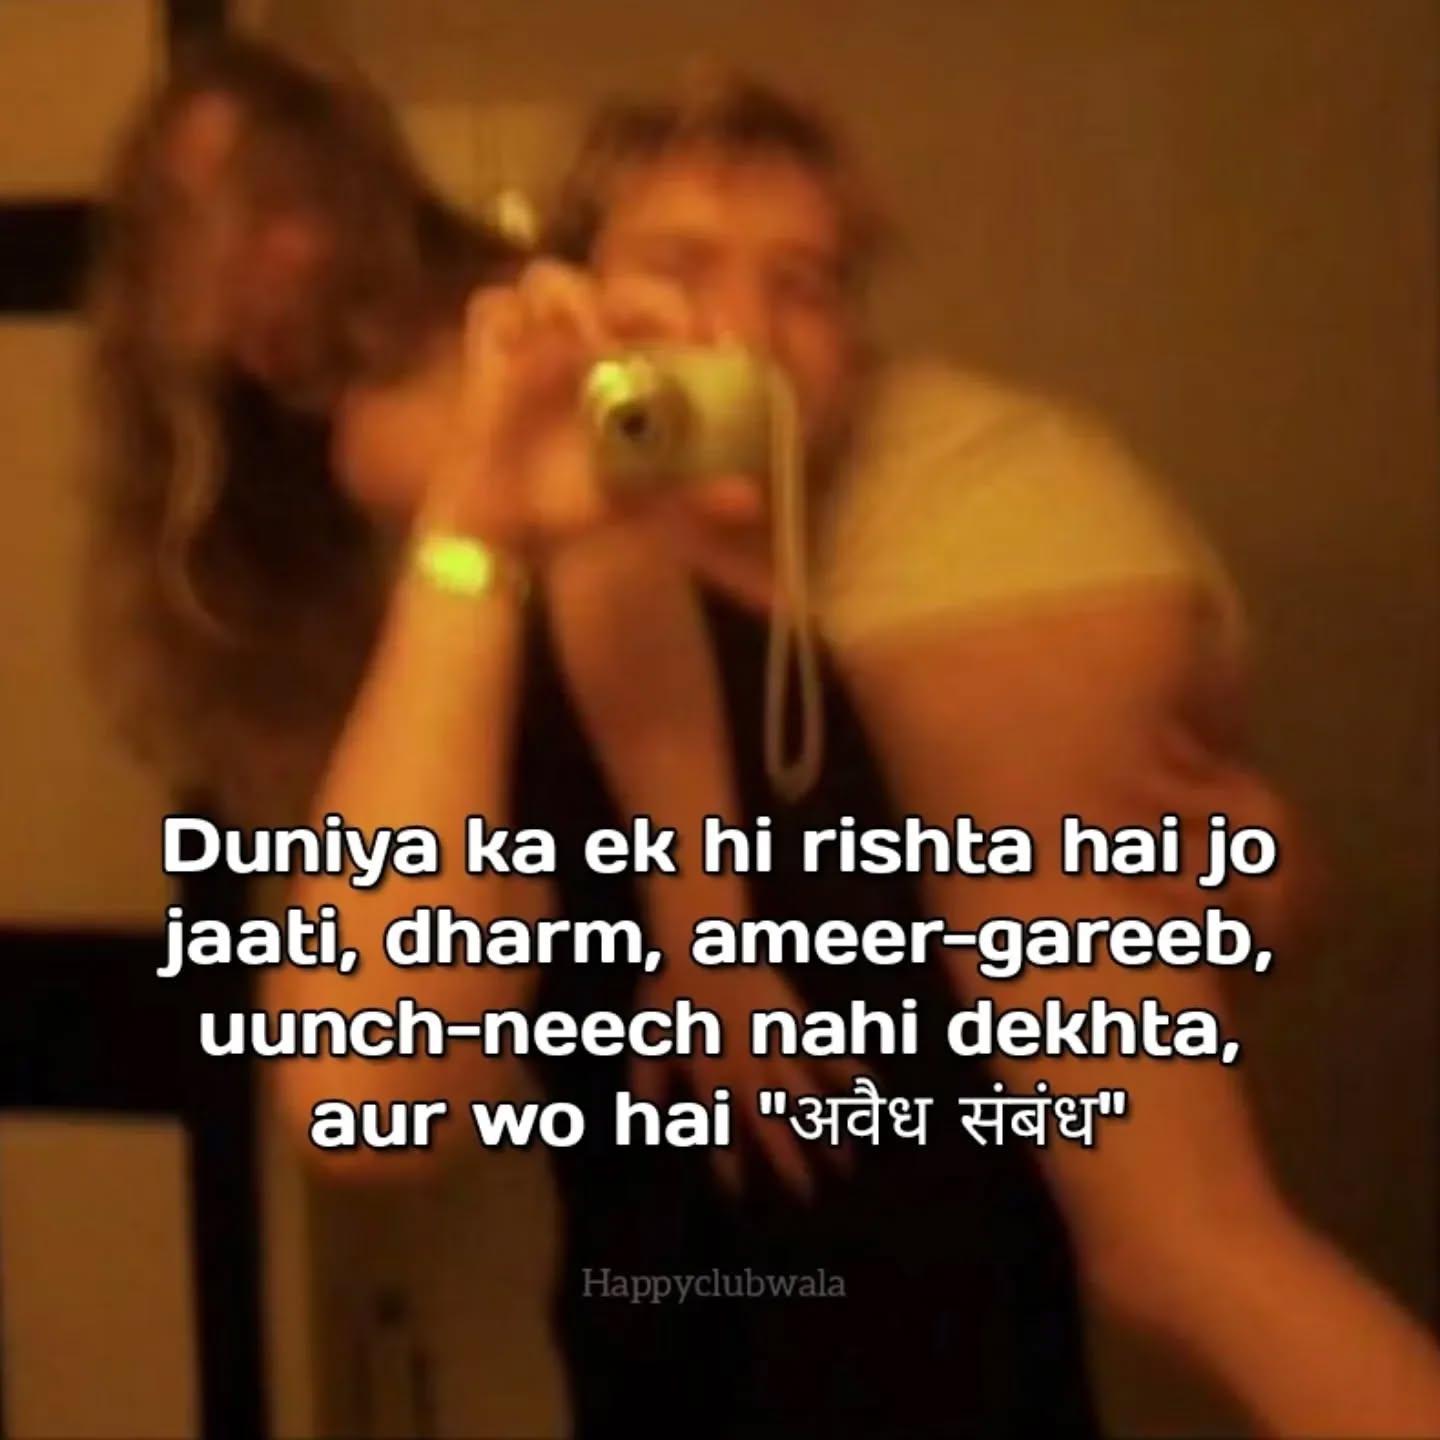 Duniya ka ek hi rishta hai jo
jaati, dharm, ameer-gareeb,
uunch-neech nahi dekhta,
aur wo hai "अवैध संबंध"
Happyclubwala